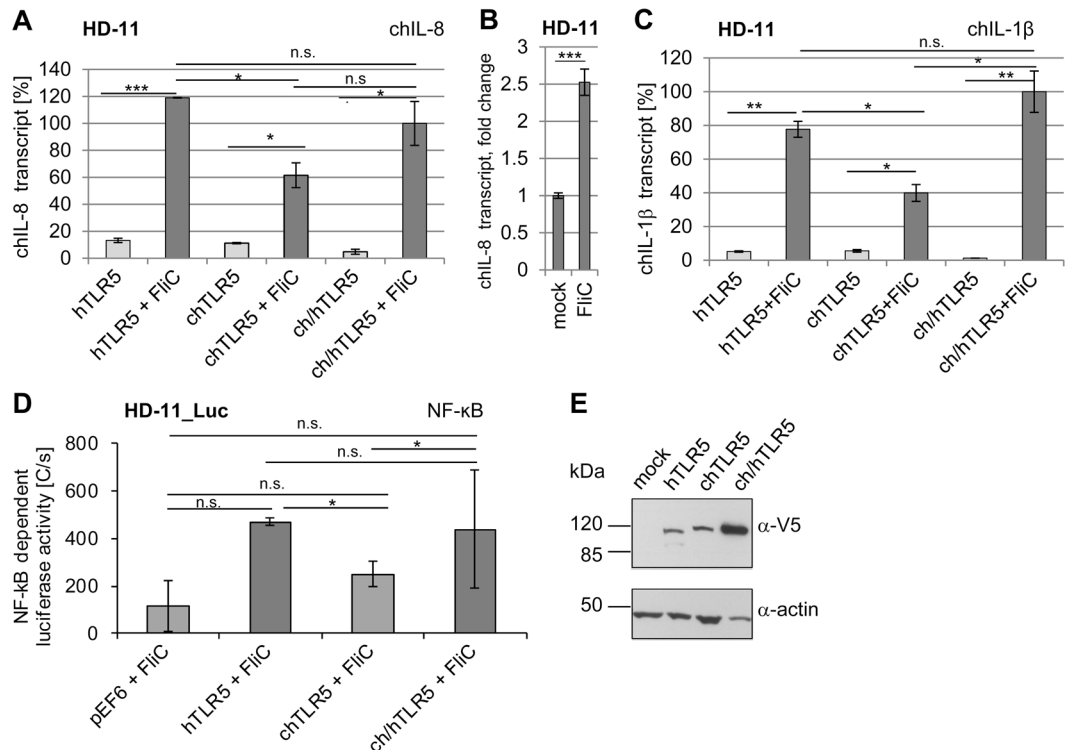 A
HD-11
chIL-8
n.s.
*
n.s
***
*
*
chIL-8 transcript [%]
140
120
100
80
60
40
20
0
hTLR5
hTLR5 + FliC
chTLR5
chTLR5 + FliC
ch/hTLR5
ch/hTLR5 + FliC
B
HD-11
***
chIL-8 transcript, fold change
3
2.5
2
1.5
1
0.5
0
mock
FliC
C
HD-11
chIL-1β
n.s.
*
**
**
*
*
chIL-1β transcript [%]
120
100
80
60
40
20
0
hTLR5
hTLR5+FliC
chTLR5
chTLR5+FliC
ch/hTLR5
ch/hTLR5+FliC
D
HD-11_Luc
NF-κB
n.s.
*
n.s.
n.s.
n.s.
*
NF-kB dependent
luciferase activity [C/s]
800
600
400
200
0
pEF6 + FliC
hTLR5 + FliC
chTLR5 + FliC
ch/hTLR5 + FliC
E
kDa
mock
hTLR5
chTLR5
ch/hTLR5
120
85
α-V5
50
α-actin